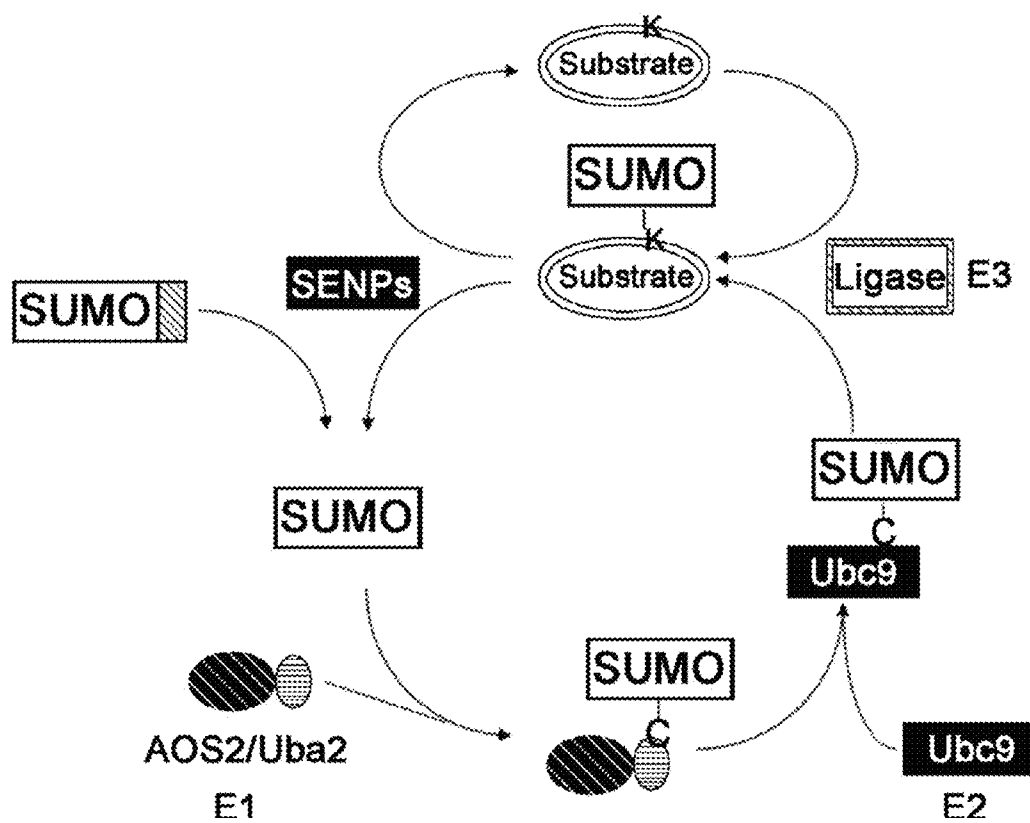 K
Substrate
SUMO
K
Substrate
SENPs
Ligase
E3
SUMO
SUMO
SUMO
C
Ubc9
SUMO
C
AOS2/Uba2
E1
Ubc9
E2